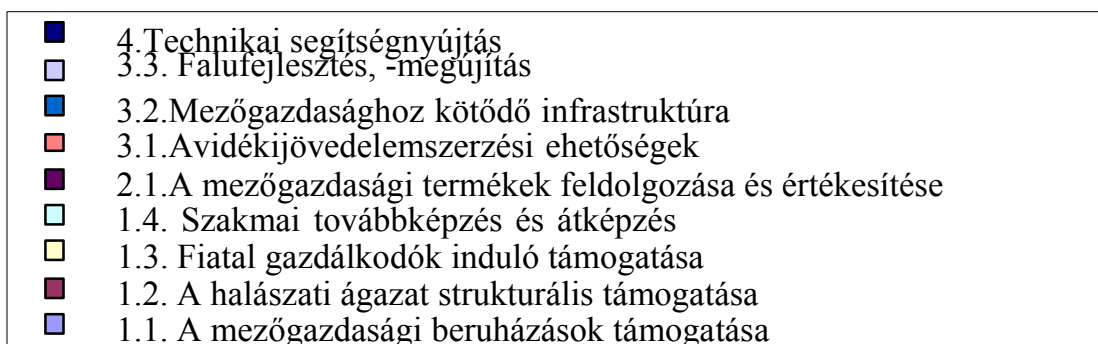 4.Technikai segítségnyújtás
3.3. Falufejlesztés, -megújítás
3.2.Mezőgazdasághoz kötődő infrastruktúra
3.1.Avidékijövedelemszerzési ehetőségek
2.1.A mezőgazdasági termékek feldolgozása és értékesítése
1.4. Szakmai továbbképzés és átképzés
1.3. Fiatal gazdálkodók induló támogatása
1.2. A halászati ágazat strukturális támogatása
1.1. A mezőgazdasági beruházások támogatása